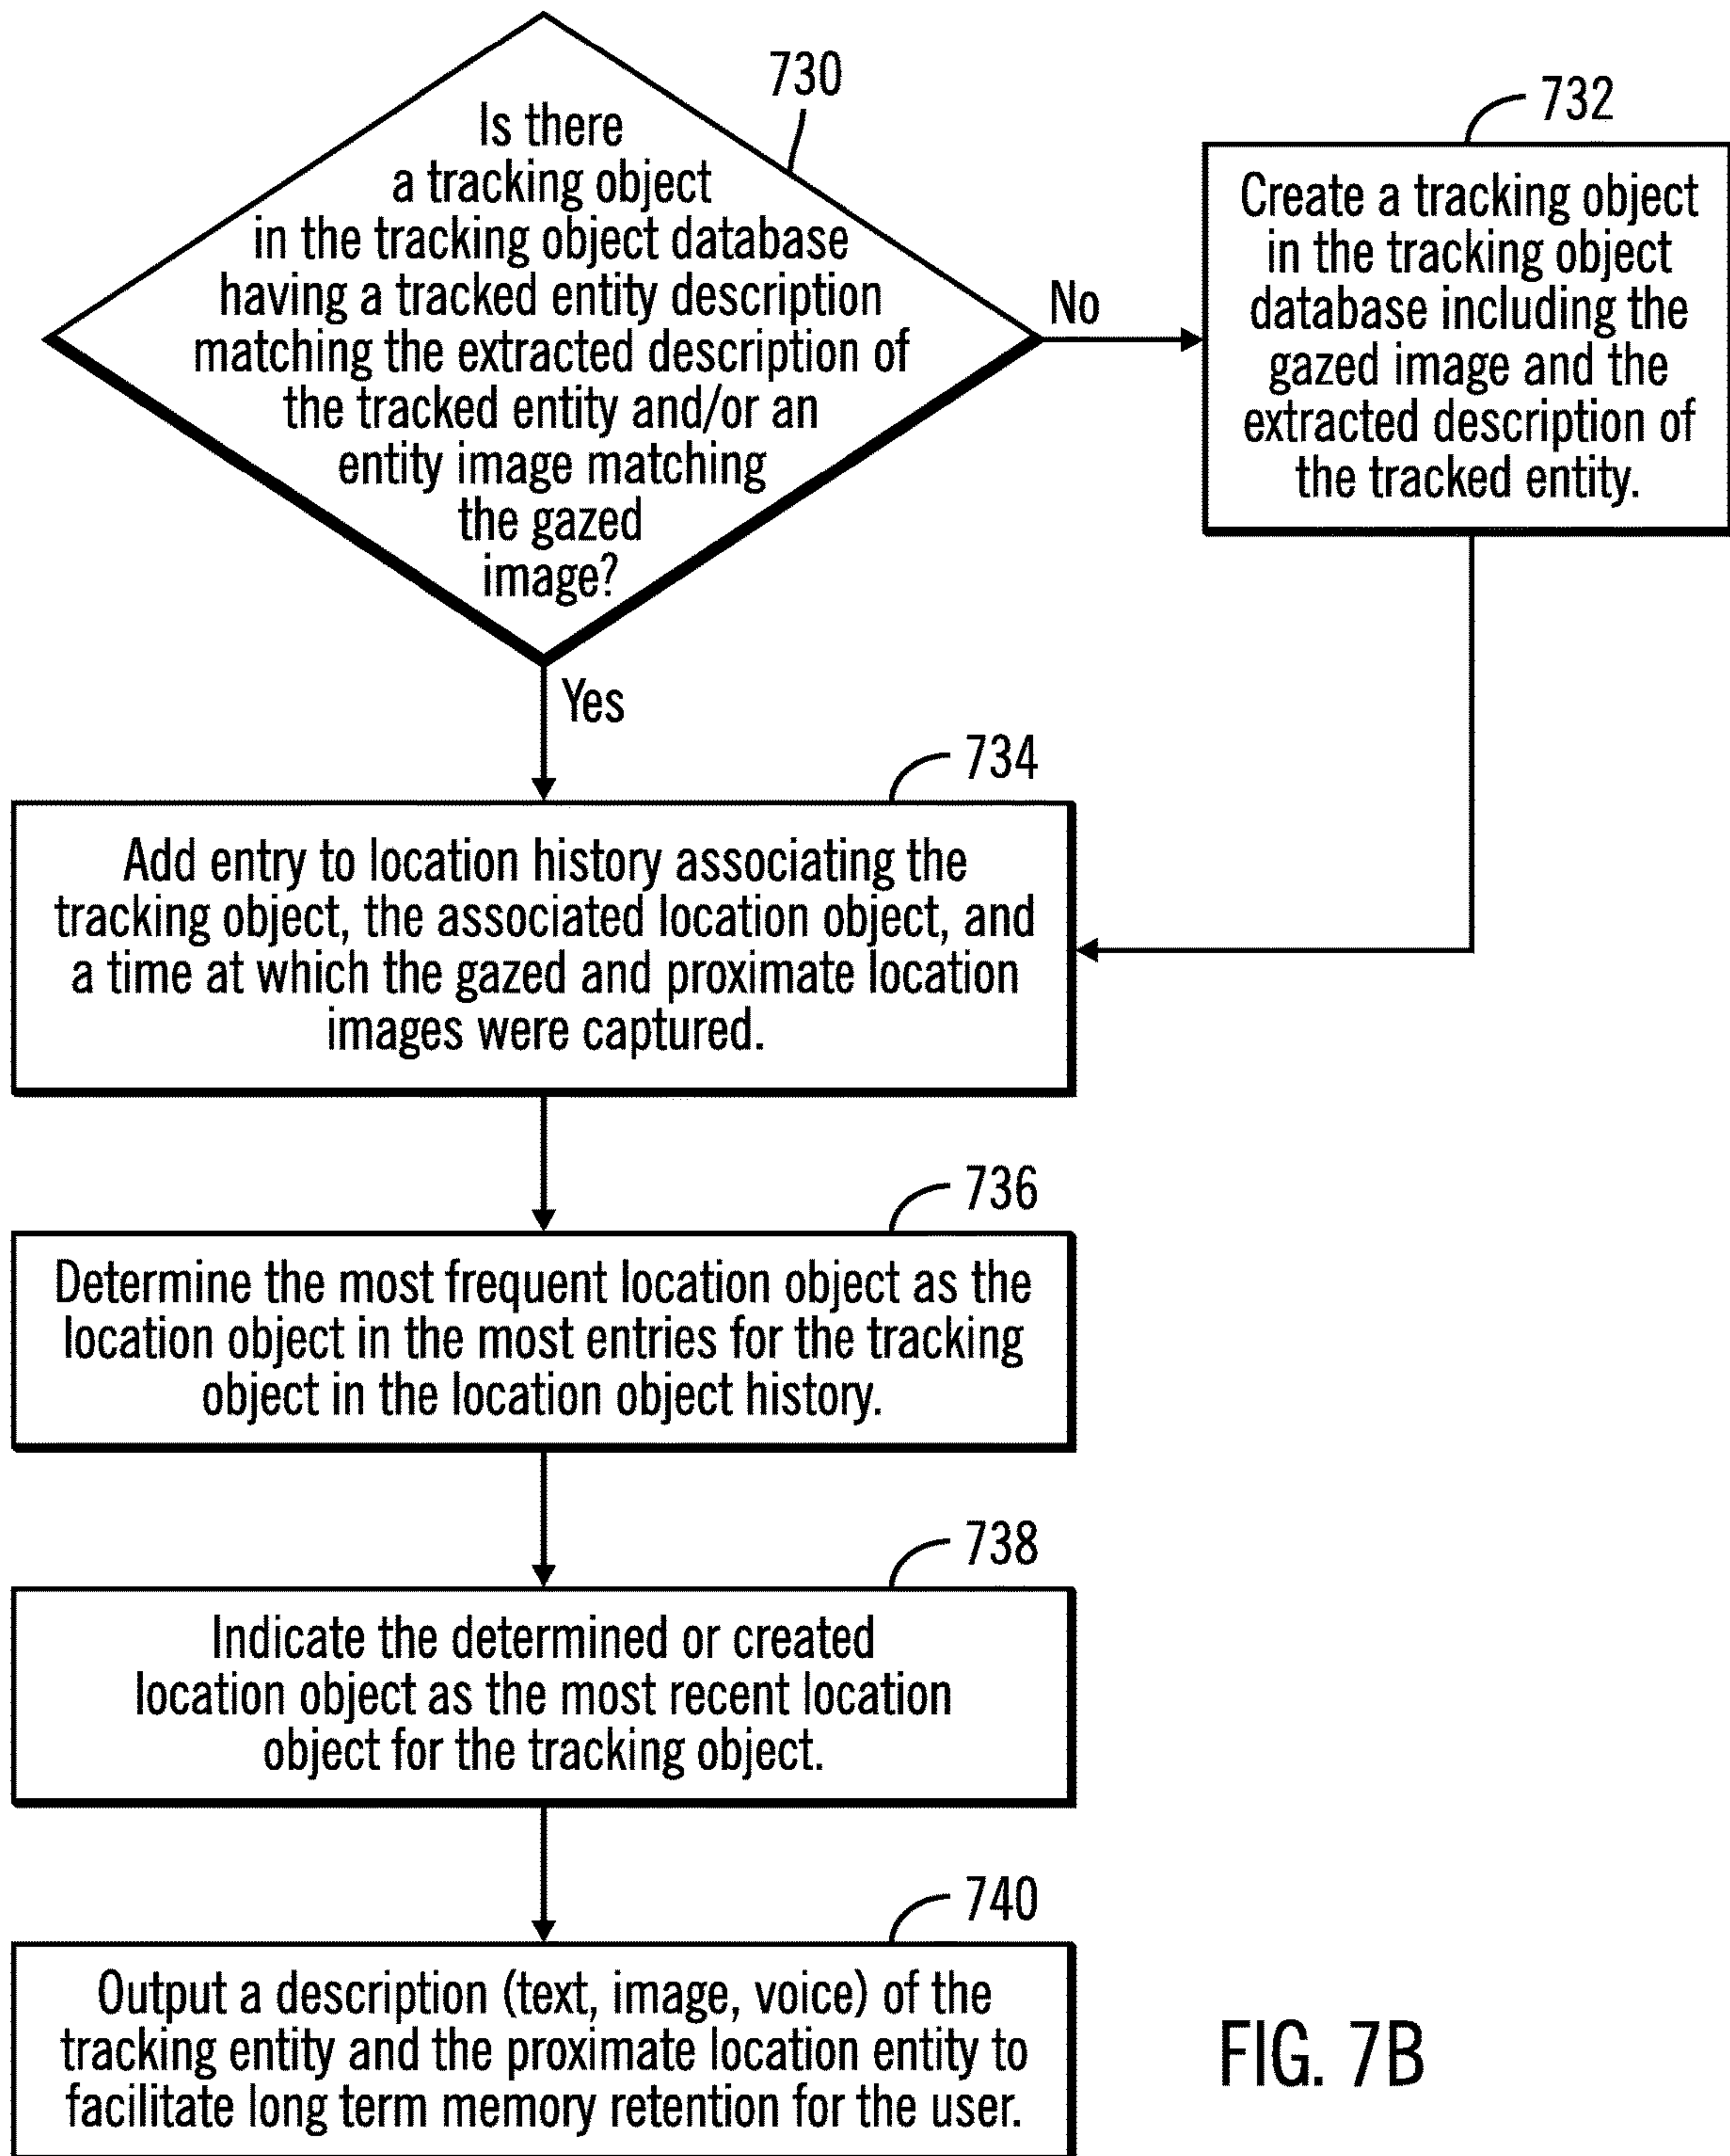 730
Is there
a tracking object
in the tracking object database
having a tracked entity description
matching the extracted description of
the tracked entity and/or an
entity image matching
the gazed
image?
No
732
Create a tracking object
in the tracking object
database including the
gazed image and the
extracted description of
the tracked entity.
Yes
734
Add entry to location history associating the
tracking object, the associated location object, and
a time at which the gazed and proximate location
images were captured.
736
Determine the most frequent location object as the
location object in the most entries for the tracking
object in the location object history.
738
Indicate the determined or created
location object as the most recent location
object for the tracking object.
740
Output a description (text, image, voice) of the
tracking entity and the proximate location entity to
facilitate long term memory retention for the user.
FIG. 7B